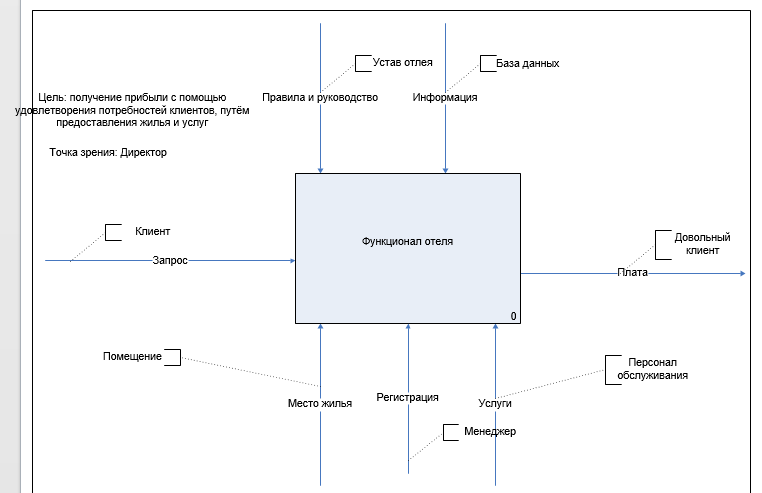 Устав отлея
База данных
Цель: получение прибыли с помощью
удовлетворения потребностей клиентов, путём
предоставления жилья и услуг
Правила и руководство
Информация
Точка зрения: Директор
Клиент
Запрос
Функционал отеля
0
Довольный
клиент
Плата
Помещение
Место жилья
Регистрация
Услуги
Персонал
обслуживания
Менеджер